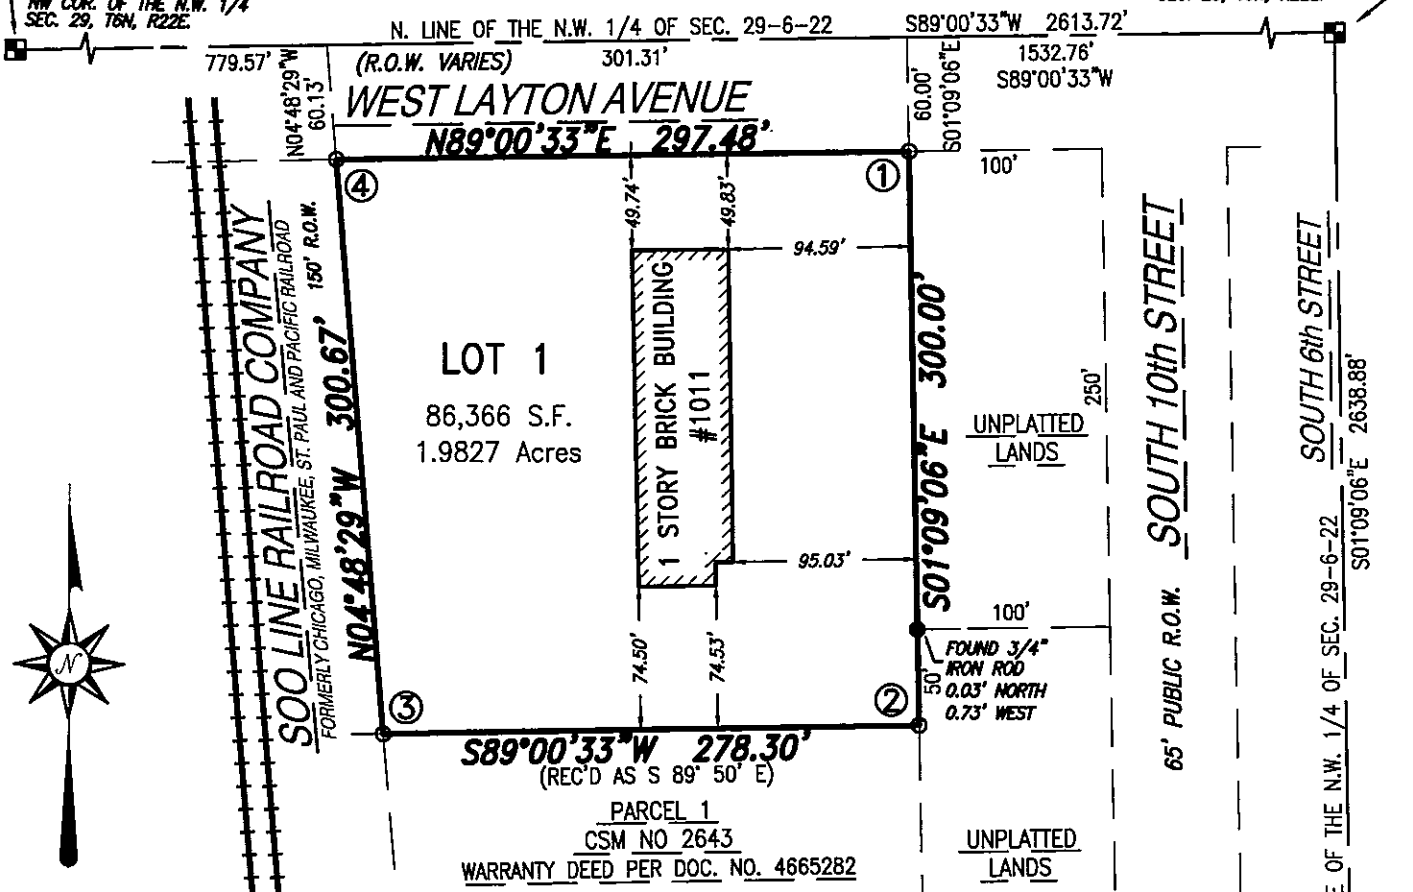 NW COR. OF THE N.W. 1/4
SEC. 29, T6N, R22E.
N. LINE OF THE N.W. 1/4 OF SEC. 29-6-22
S89°00'33"W 2613.72'
779.57'
(R.O.W. VARIES)
301.31'
1532.76'
S89°00'33"W
N04°48'29"W
60.13'
60.00'
S01°09'06"E
WEST LAYTON AVENUE
N89°00'33"E 297.48'
④
①
100'
49.74'
49.83'
94.59'
SOO LINE RAILROAD COMPANY
FORMERLY CHICAGO, MILWAUKEE, ST. PAUL AND PACIFIC RAILROAD
150' R.O.W.
N04°48'29"W 300.67'
LOT 1
86,366 S.F.
1.9827 Acres
1 STORY BRICK BUILDING
#1011
S01°09'06"E 300.00'
UNPLATTED
LANDS
250'
SOUTH 10th STREET
65' PUBLIC R.O.W.
SOUTH 6th STREET
S01°09'06"E 2638.88'
E OF THE N.W. 1/4 OF SEC. 29-6-22
95.03'
100'
74.50'
74.53'
50'
FOUND 3/4"
IRON ROD
0.03' NORTH
0.73' WEST
N
③
②
S89°00'33"W 278.30'
(REC'D AS S 89° 50' E)
PARCEL 1
CSM NO 2643
WARRANTY DEED PER DOC. NO. 4665282
UNPLATTED
LANDS